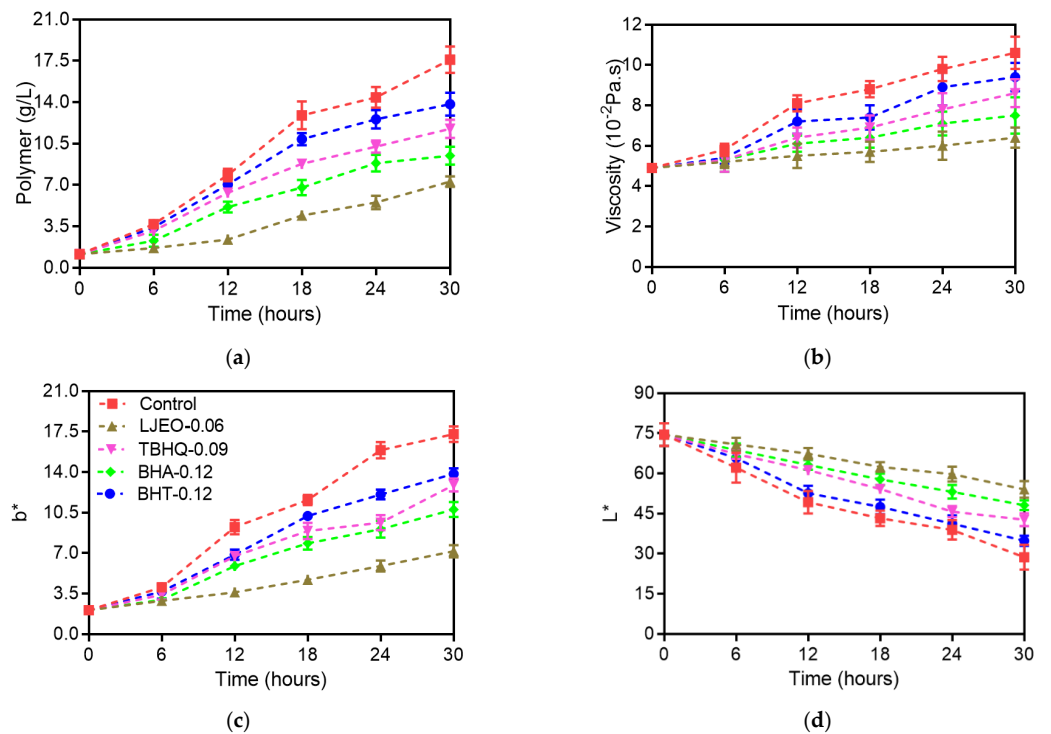 21.0
17.5
14.0
10.5
7.0
3.5
0.0
Polymer (g/L)
0 6 12 18 24 30
Time (hours)
(a)
12
10
8
6
4
2
0
Viscosity (10⁻²Pa.s)
0 6 12 18 24 30
Time (hours)
(b)
21.0
17.5
14.0
10.5
7.0
3.5
0.0
b*
Control
LJEO-0.06
TBHQ-0.09
BHA-0.12
BHT-0.12
0 6 12 18 24 30
Time (hours)
(c)
90
75
60
45
30
15
0
L*
0 6 12 18 24 30
Time (hours)
(d)